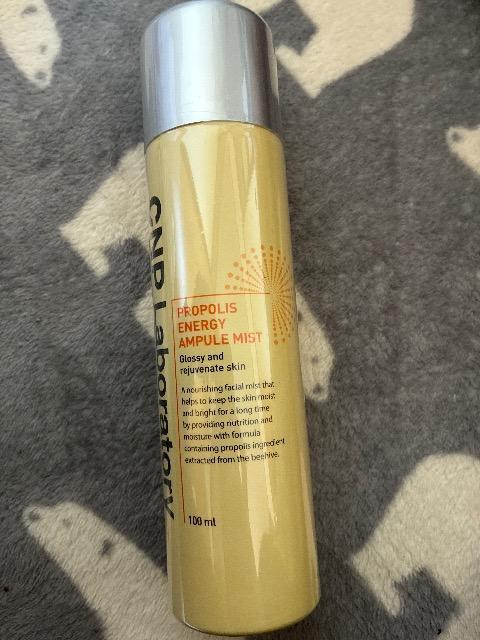 CNP Laboratory
PROPOLIS
ENERGY
AMPULE MIST
Glossy and
rejuvenate skin
A nourishing facial mist that
helps to keep the skin moist
and bright for a long time
by providing nutrition and
moisture with formula
containing propolis ingredient
extracted from the beehive.
100 ml